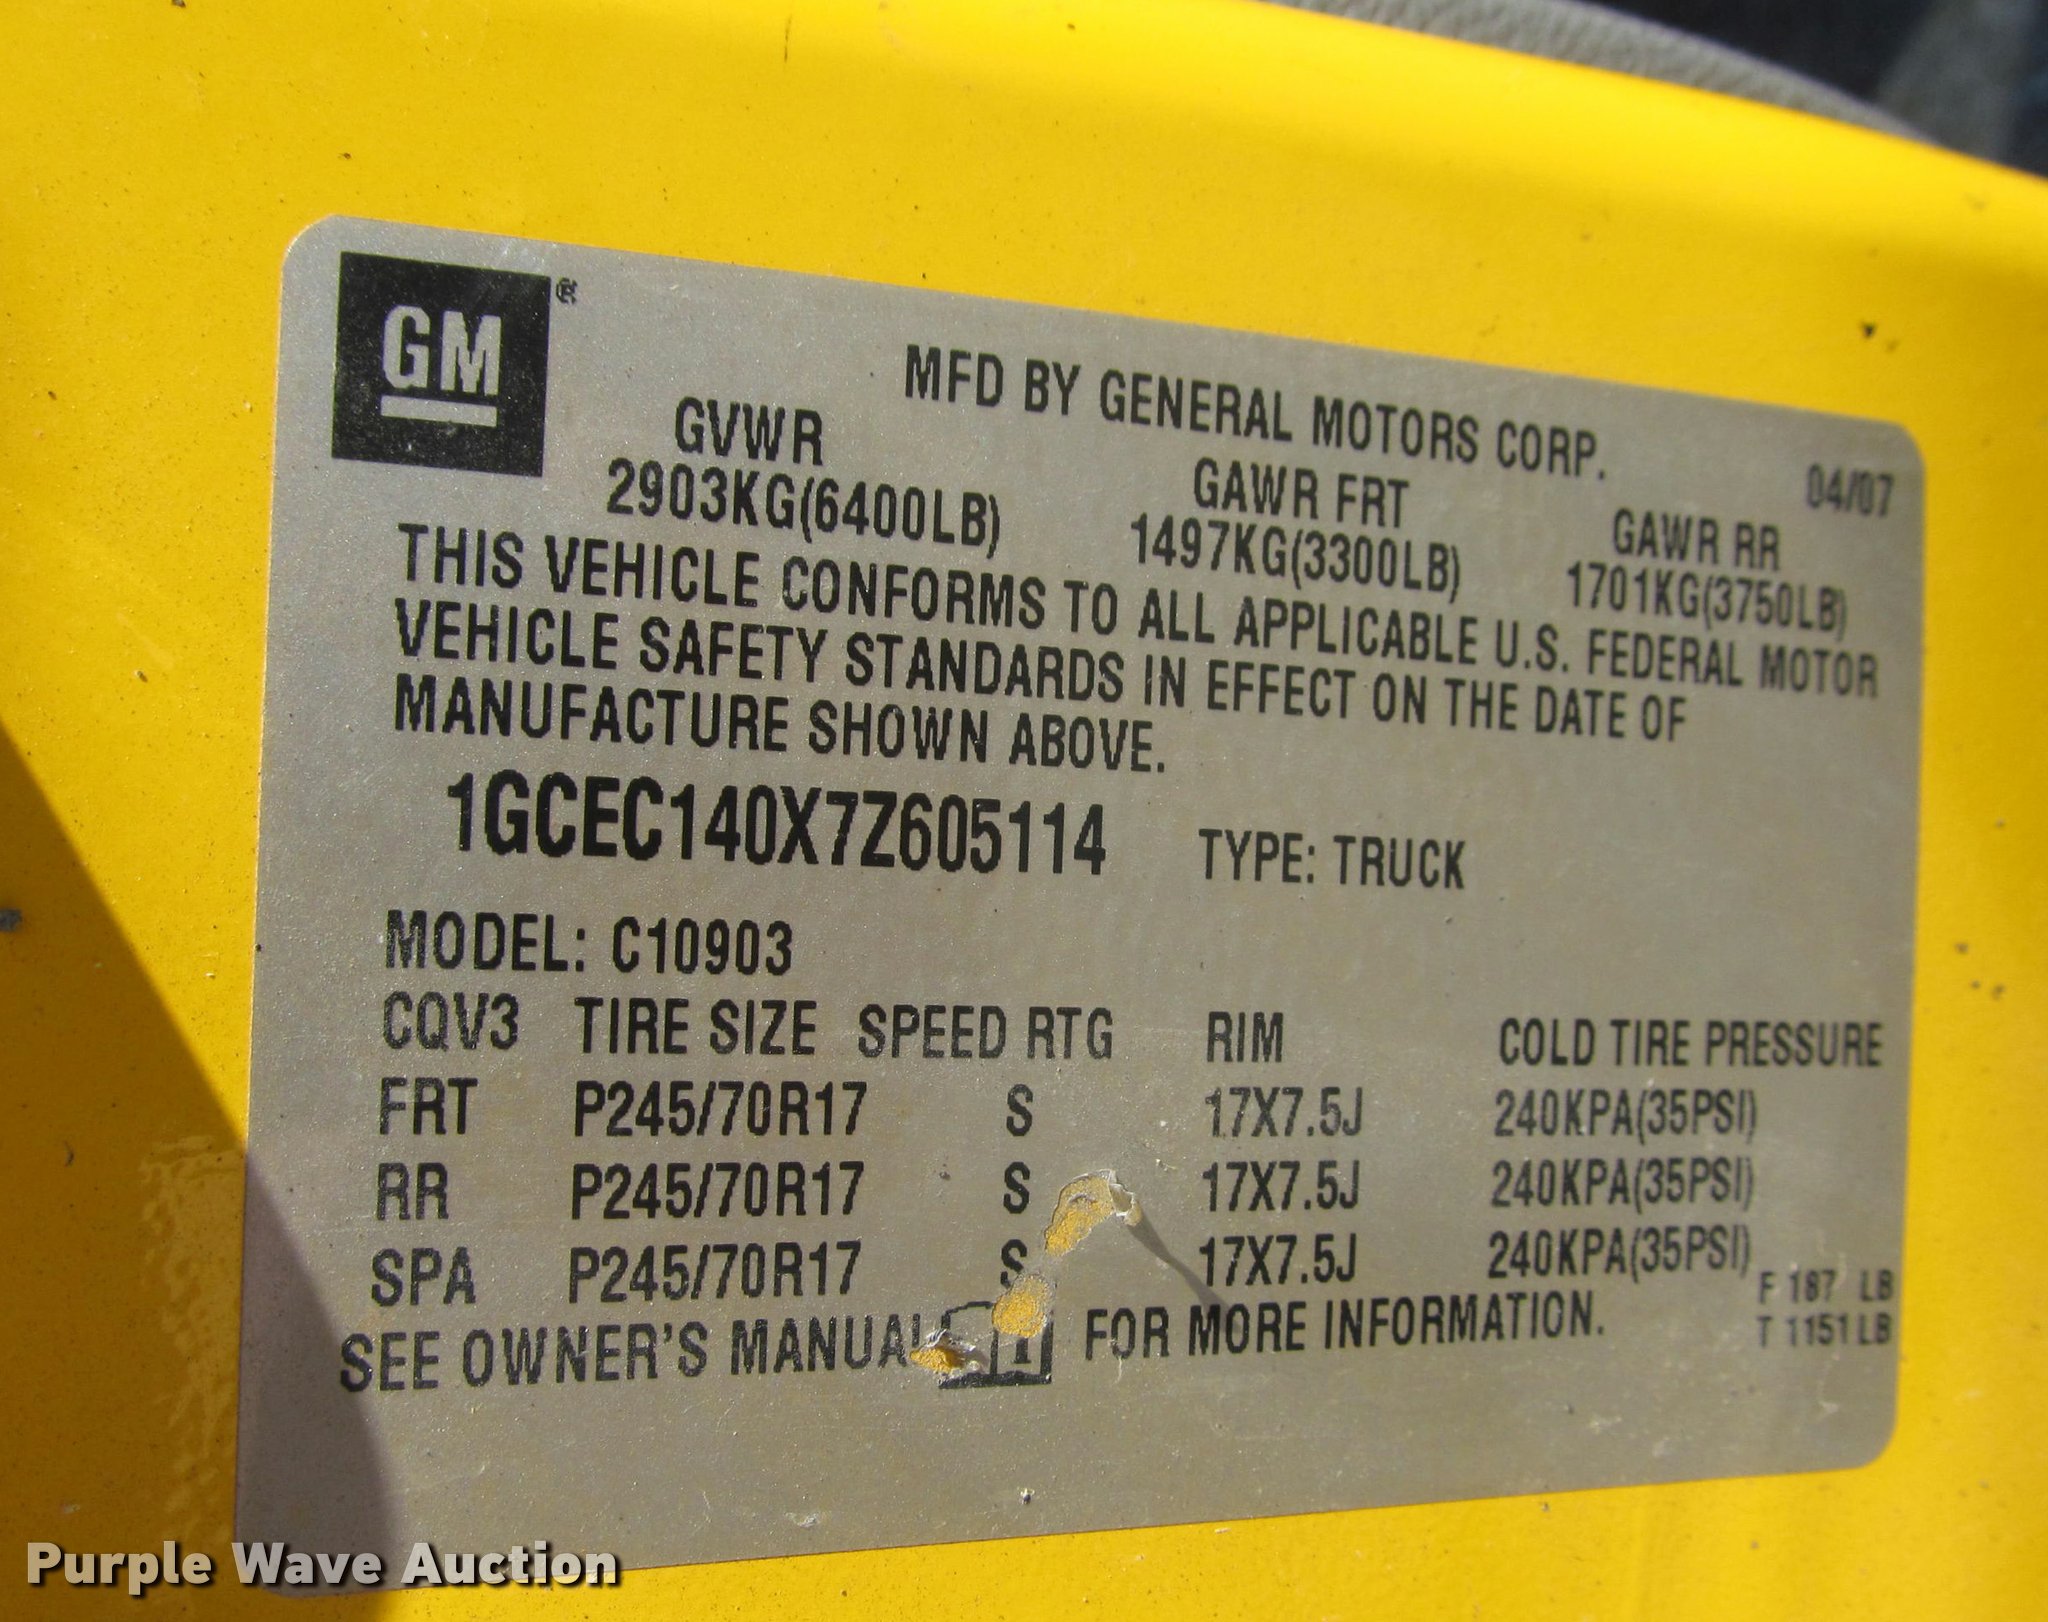 GM®
MFD BY GENERAL MOTORS CORP.
04/07
GVWR GAWR FRT GAWR RR
2903KG(6400LB) 1497KG(3300LB) 1701KG(3750LB)
THIS VEHICLE CONFORMS TO ALL APPLICABLE U.S. FEDERAL MOTOR
VEHICLE SAFETY STANDARDS IN EFFECT ON THE DATE OF
MANUFACTURE SHOWN ABOVE.
1GCEC140X7Z605114 TYPE: TRUCK
MODEL: C10903
CQV3 TIRE SIZE SPEED RTG RIM COLD TIRE PRESSURE
FRT P245/70R17 S 17X7.5J 240KPA(35PSI)
RR P245/70R17 S 17X7.5J 240KPA(35PSI)
SPA P245/70R17 S 17X7.5J 240KPA(35PSI)
F 187 LB
T 1151 LB
SEE OWNER'S MANUAL i FOR MORE INFORMATION.
Purple Wave Auction